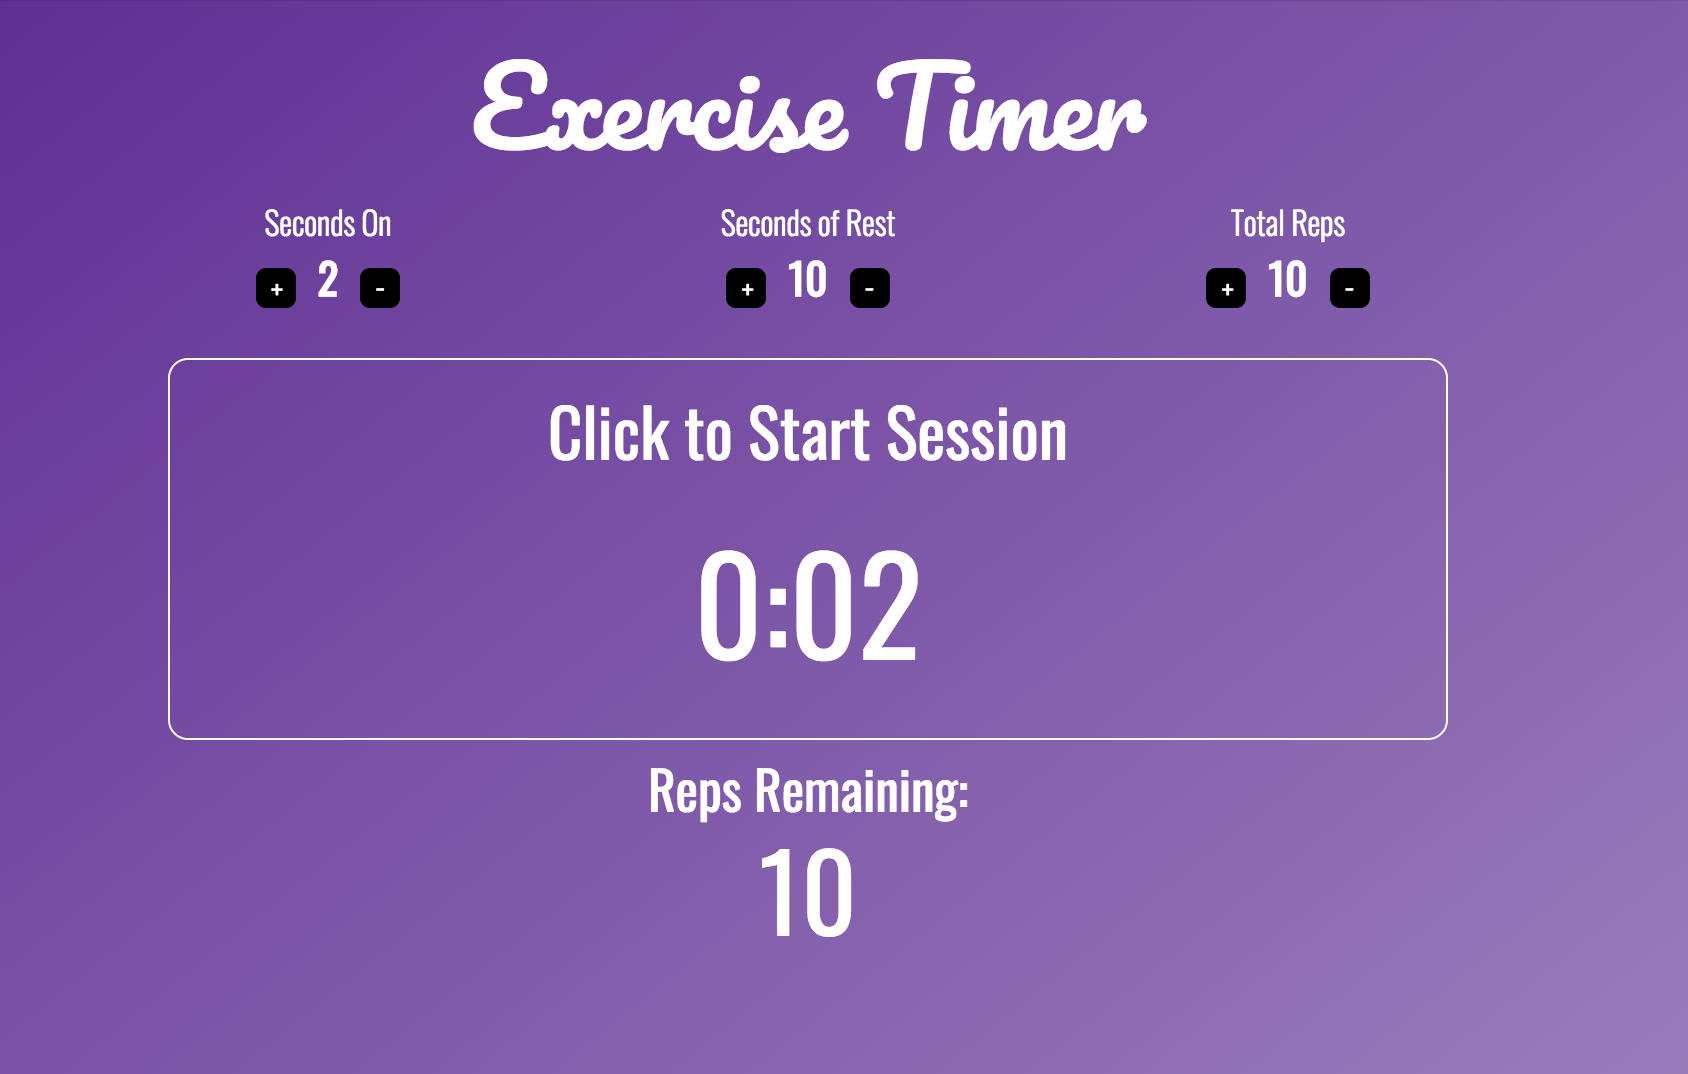 Exercise Timer
Seconds On Seconds of Rest Total Reps
+ 2 - + 10 - + 10 -
Click to Start Session
0:02
Reps Remaining:
10